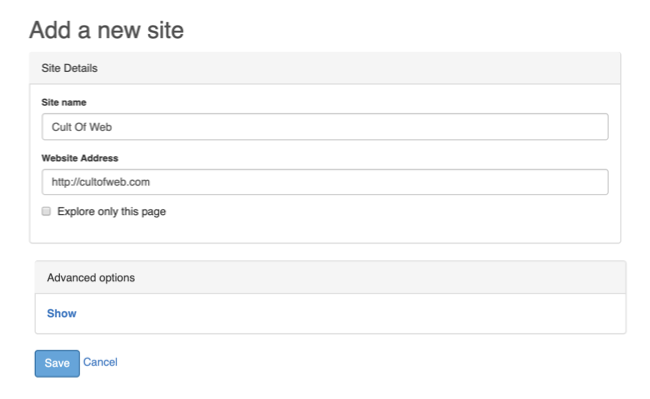 Add a new site
Site Details
Site name
Cult Of Web
Website Address
http://cultofweb.com
Explore only this page
Advanced options
Show
Save Cancel